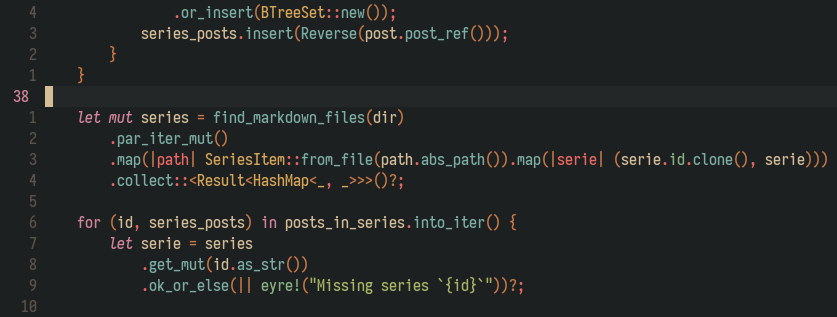 4                 .or_insert(BTreeSet::new());
3             series_posts.insert(Reverse(post.post_ref()));
2         }
1     }
38
1     let mut series = find_markdown_files(dir)
2         .par_iter_mut()
3         .map(|path| SeriesItem::from_file(path.abs_path()).map(|serie| (serie.id.clone(), serie)))
4         .collect::<Result<HashMap<_, _>>>()?;
5
6     for (id, series_posts) in posts_in_series.into_iter() {
7         let serie = series
8             .get_mut(id.as_str())
9             .ok_or_else(|| eyre!("Missing series `{id}`"))?;
10